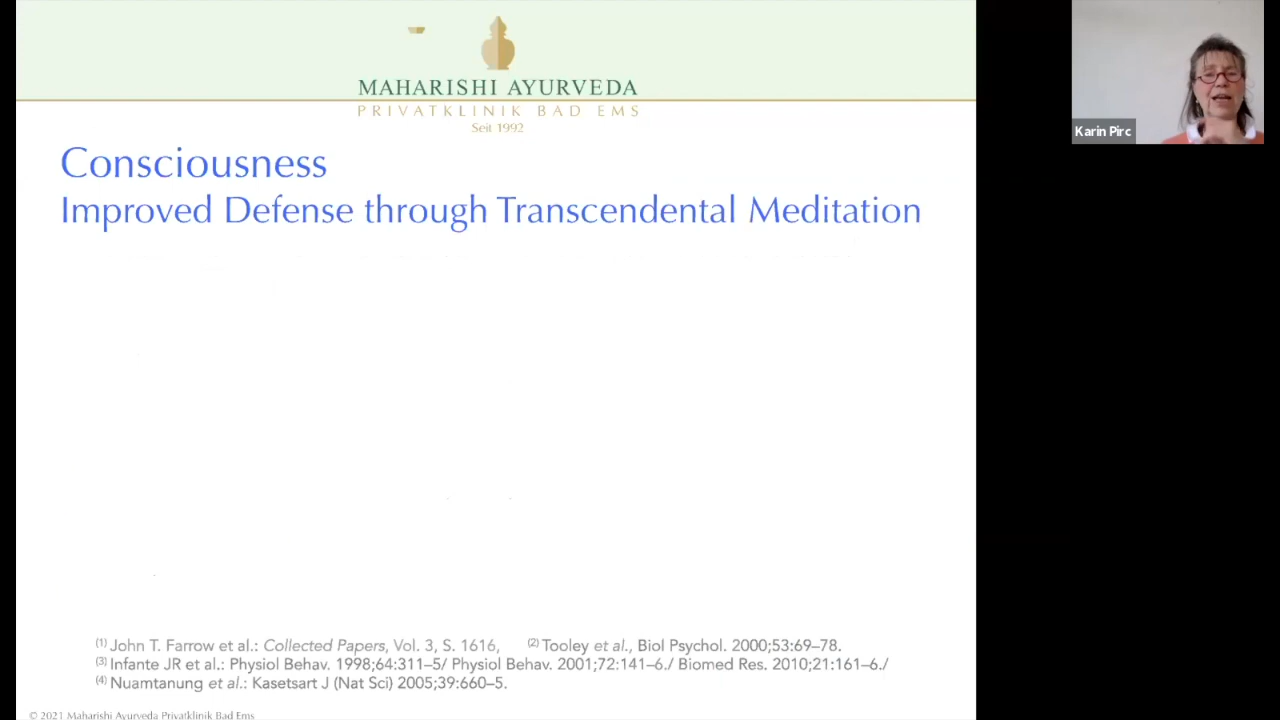 MAHARISHI AYURVEDA
PRIVATKLINIK BAD EMS
Seit 1992
Karin Pirc
Consciousness
Improved Defense through Transcendental Meditation
(1) John T. Farrow et al.: Collected Papers, Vol. 3, S. 1616, (2) Tooley et al., Biol Psychol. 2000;53:69–78.
(3) Infante JR et al.: Physiol Behav. 1998;64:311–5/ Physiol Behav. 2001;72:141–6./ Biomed Res. 2010;21:161–6./
(4) Nuamtanung et al.: Kasetsart J (Nat Sci) 2005;39:660–5.
© 2021 Maharishi Ayurveda Privatklinik Bad Ems